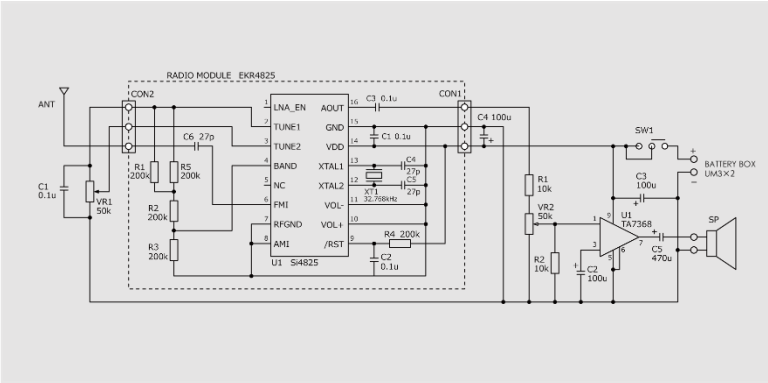 RADIO MODULE EKR4825
CON2
CON1
ANT
C3 0.1u
C4 100u
+
1 LNA_EN AOUT 16
2 TUNE1 GND 15
3 TUNE2 VDD 14
4 BAND XTAL1 13
5 NC XTAL2 12
6 FMI VOL- 11
7 RFGND VOL+ 10
8 AMI /RST 9
U1 Si4825
C6 27p
C1 0.1u
R1
200k
R5
200k
R2
200k
R3
200k
C4
27p
C5
27p
XT1
32.768kHz
R4 200k
C2
0.1u
C1
0.1u
VR1
50k
SW1
+
BATTERY BOX
UM3×2
−
C3
100u
+
R1
10k
VR2
50k
R2
10k
1
3
9
U1
TA7368
7
5
6
+
C2
100u
+
C5
470u
SP